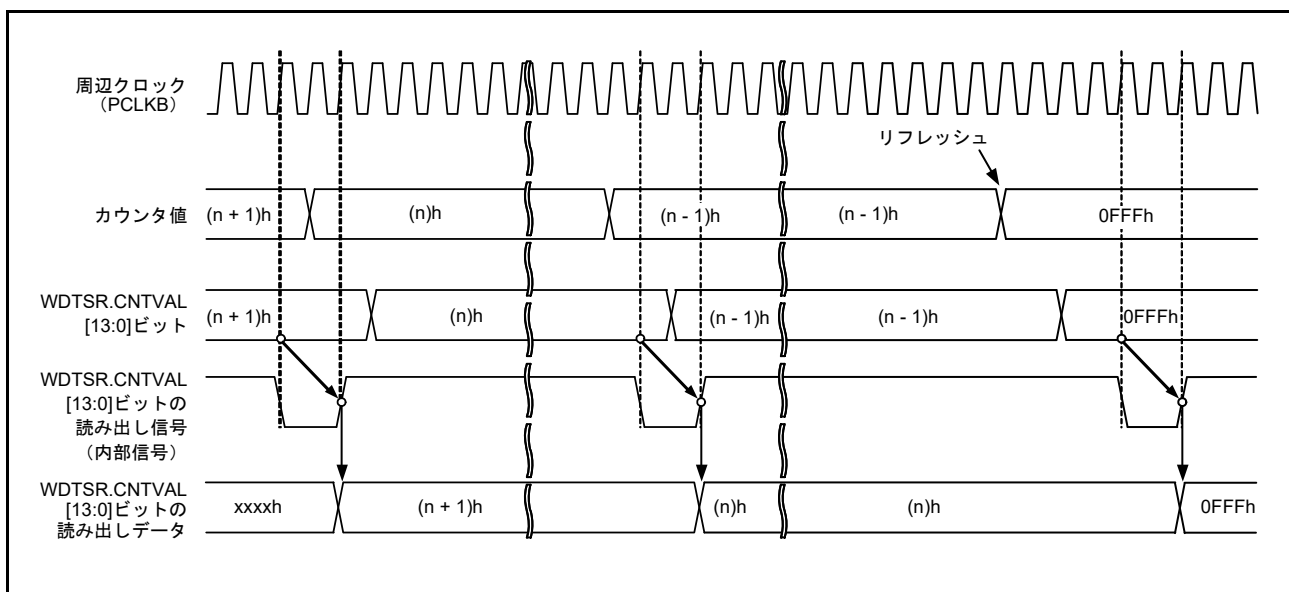 周辺クロック
(PCLKB)
リフレッシュ
カウンタ値
(n + 1)h
(n)h
(n - 1)h
(n - 1)h
0FFFh
WDTSR.CNTVAL
[13:0]ビット
(n + 1)h
(n)h
(n - 1)h
(n - 1)h
0FFFh
WDTSR.CNTVAL
[13:0]ビットの
読み出し信号
(内部信号)
WDTSR.CNTVAL
[13:0]ビットの
読み出しデータ
xxxxh
(n + 1)h
(n)h
(n)h
0FFFh